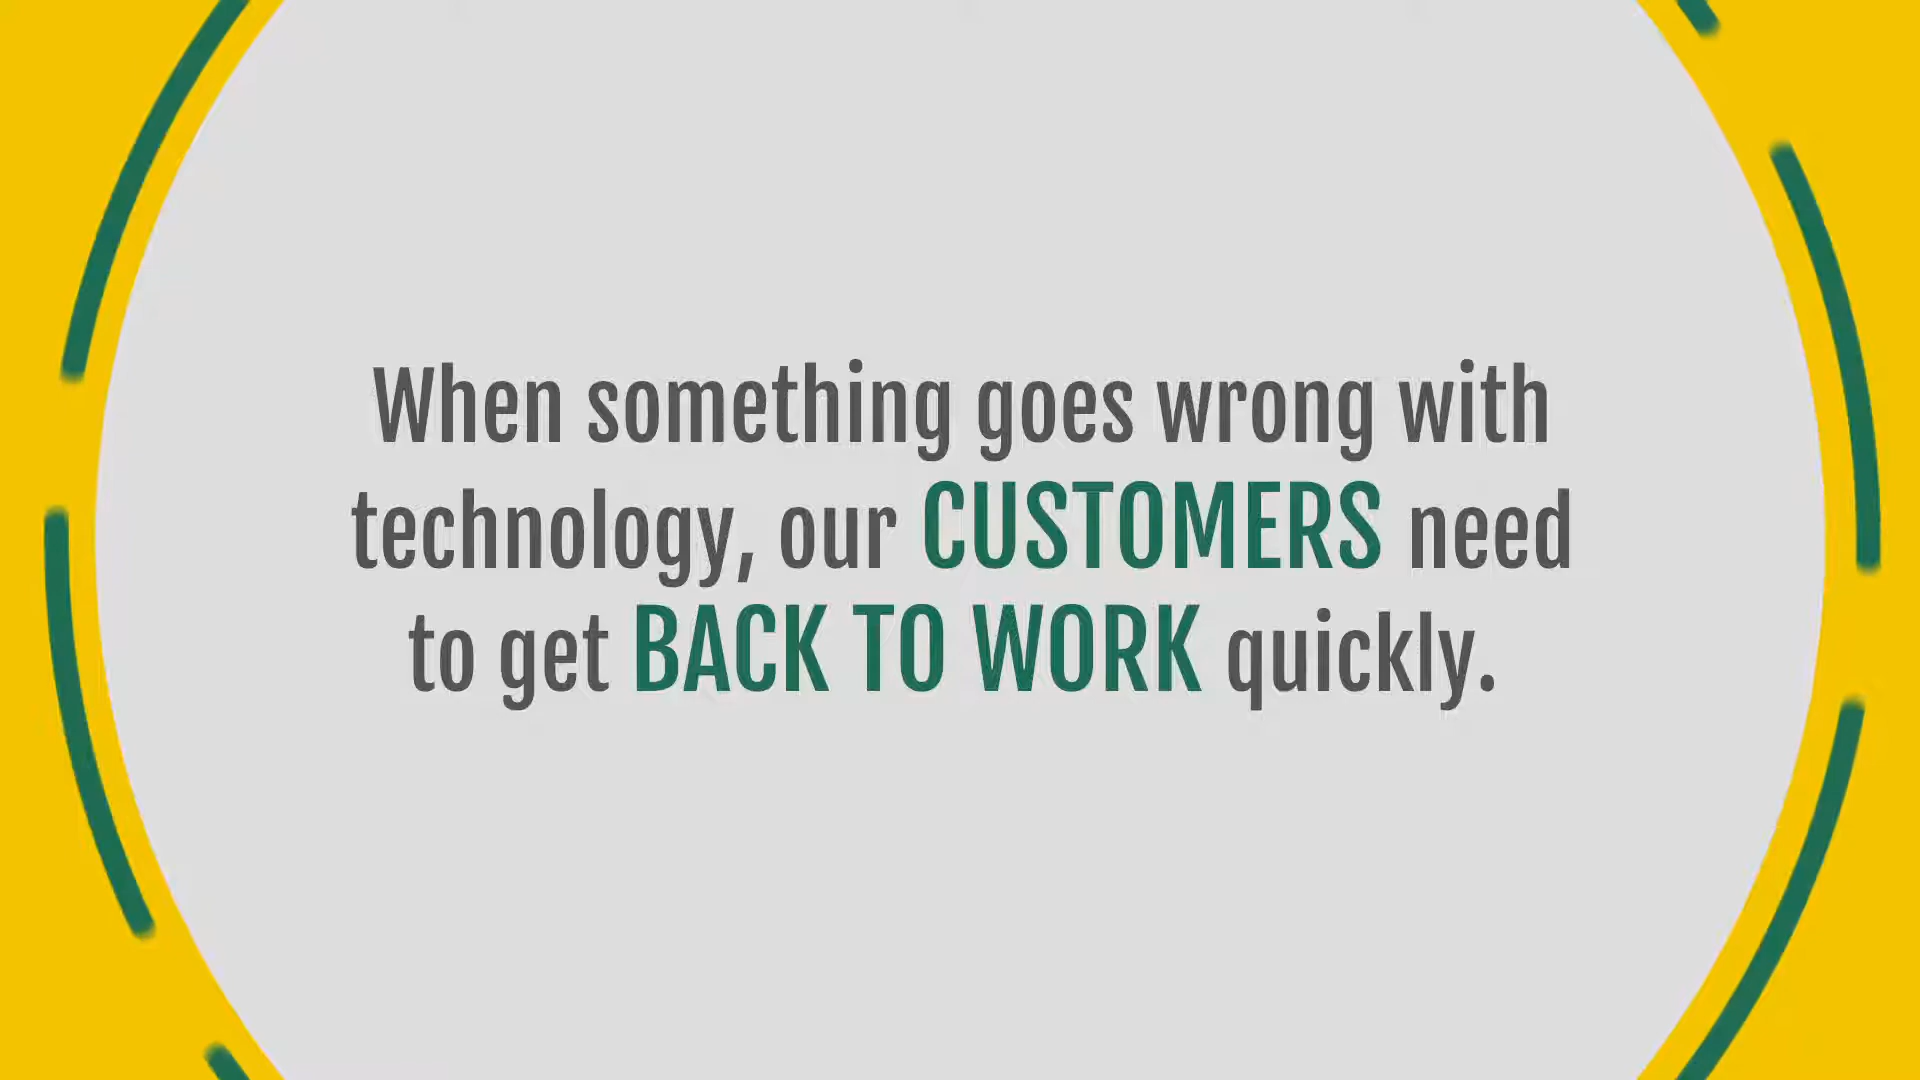 When something goes wrong with
technology, our CUSTOMERS need
to get BACK TO WORK quickly.